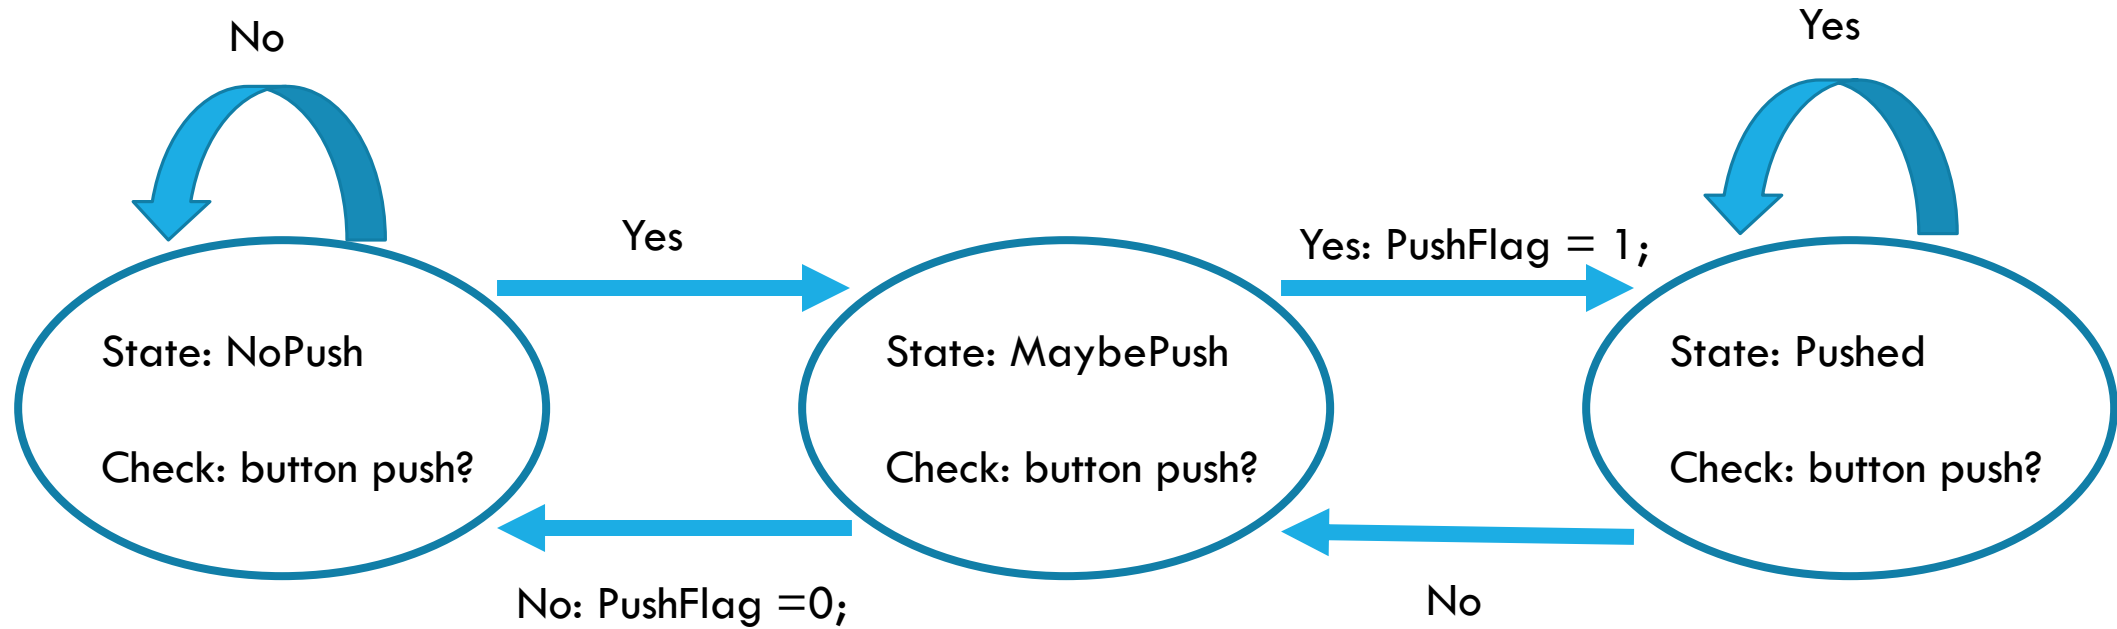 No
Yes
Yes
Yes: PushFlag = 1;
State: NoPush
Check: button push?
State: MaybePush
Check: button push?
State: Pushed
Check: button push?
No: PushFlag =0;
No